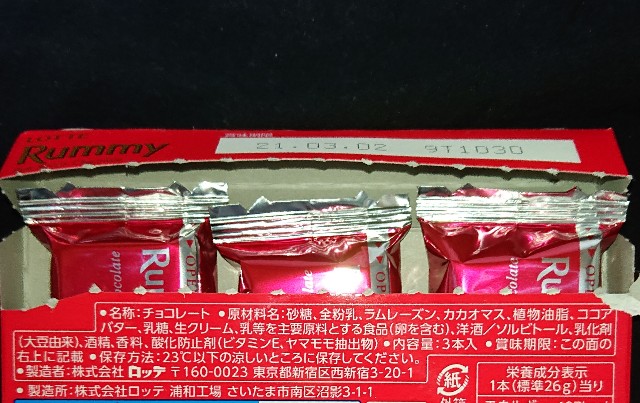 LOTTE
Rummy
賞味期限
21.03.02 9T1030
OPE
Ru
ocolate
OPE
Ru
ocolate
●名称:チョコレート ●原材料名:砂糖、全粉乳、ラムレーズン、カカオマス、植物油脂、ココア
バター、乳糖、生クリーム、乳等を主要原料とする食品(卵を含む)、洋酒/ソルビトール、乳化剤
(大豆由来)、酒精、香料、酸化防止剤(ビタミンE、ヤマモモ抽出物) ●内容量:3本入 ●賞味期限:この面の
右上に記載 ●保存方法:23℃以下の涼しいところに保存してください。
●製造者:株式会社 ロッテ 〒160-0023 東京都新宿区西新宿3-20-1
●製造所:株式会社ロッテ 浦和工場 さいたま市南区沼影3-1-1
紙
外箱
栄養成分表示
1本(標準26g)当り